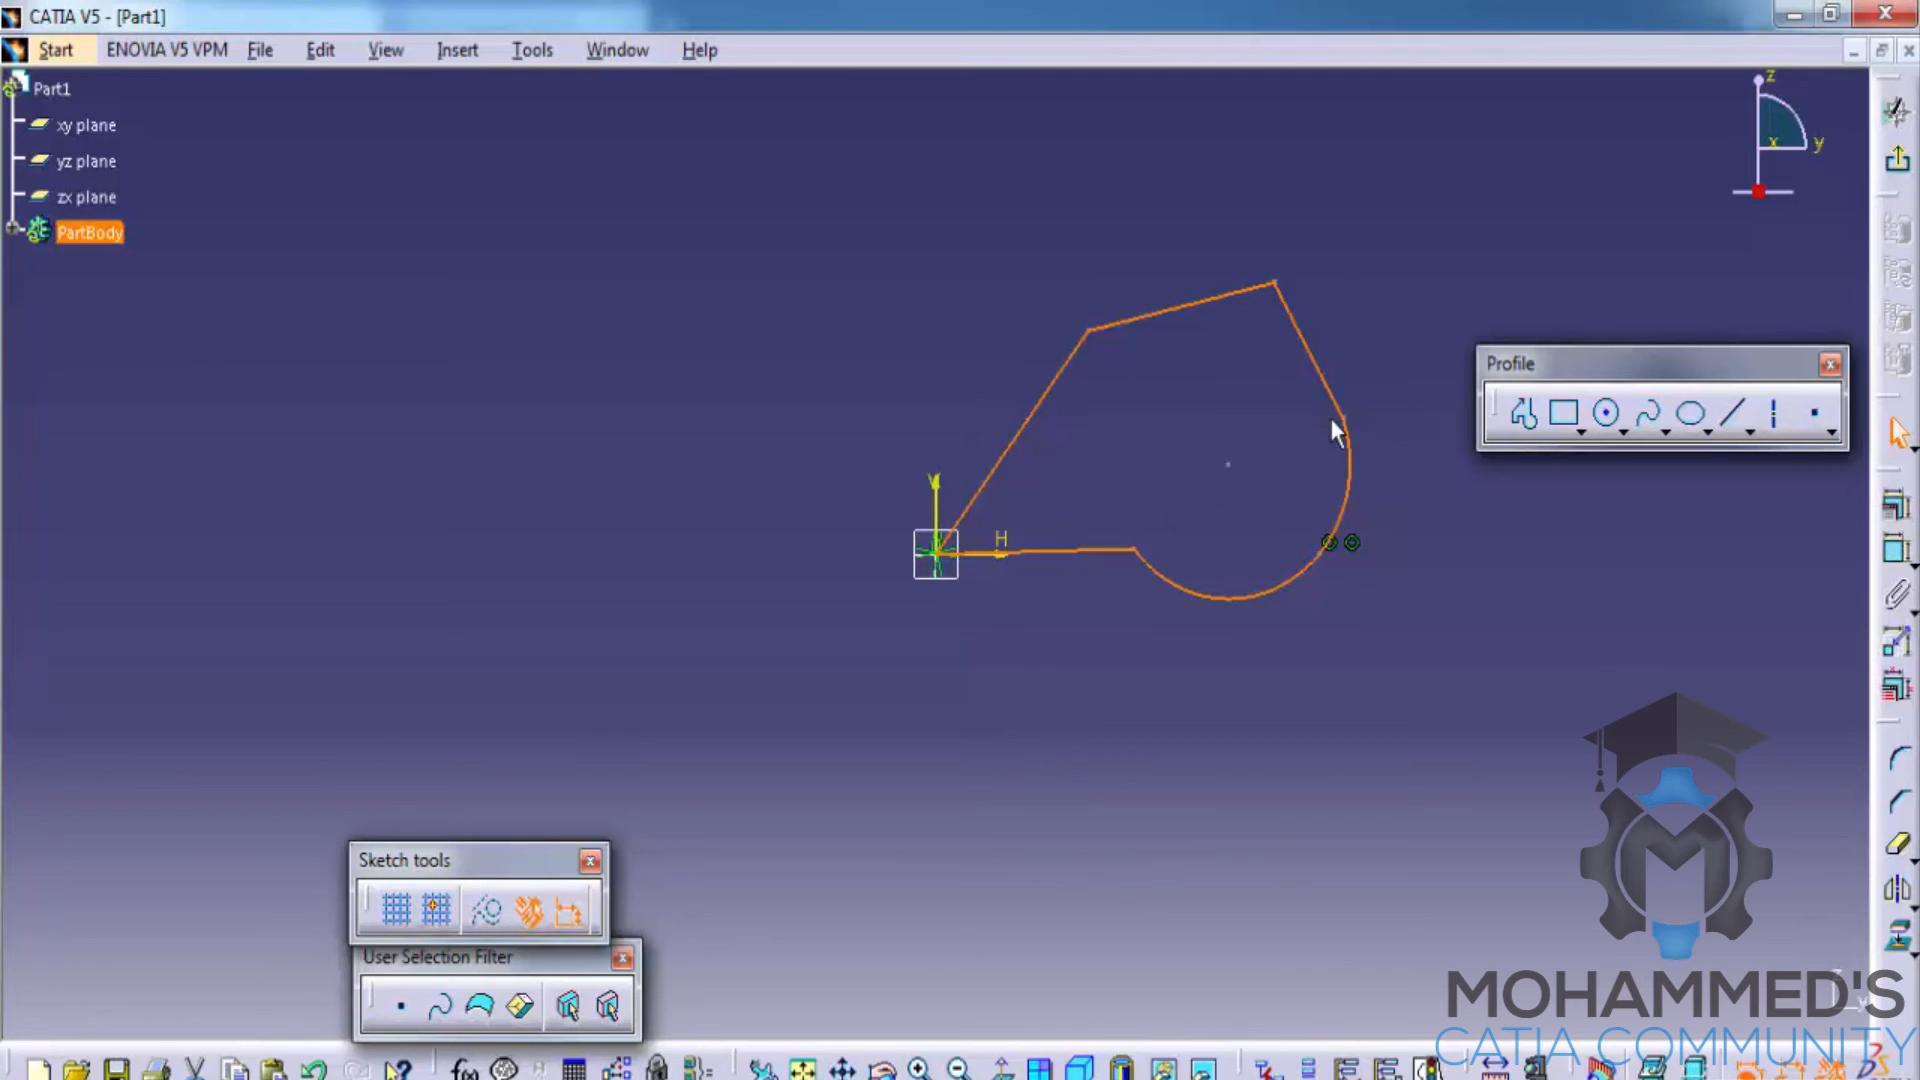 CATIA V5 - [Part1]
Start ENOVIA V5 VPM File Edit View Insert Tools Window Help
Part1
xy plane
yz plane
zx plane
PartBody
z
x
y
Profile
V
H
Sketch tools
User Selection Filter
MOHAMMED'S
CATIA COMMUNITY